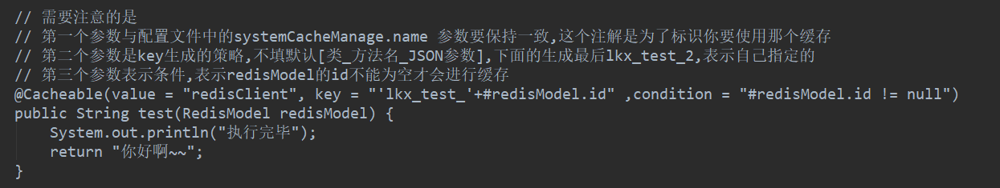 // 需要注意的是
// 第一个参数与配置文件中的systemCacheManage.name 参数要保持一致,这个注解是为了标识你要使用那个缓存
// 第二个参数是key生成的策略,不填默认[类_方法名_JSON参数],下面的生成最后lkx_test_2,表示自己指定的
// 第三个参数表示条件,表示redisModel的id不能为空才会进行缓存
@Cacheable(value = "redisClient", key = "'lkx_test_'+#redisModel.id" ,condition = "#redisModel.id != null")
public String test(RedisModel redisModel) {
    System.out.println("执行完毕");
    return "你好啊~~";
}